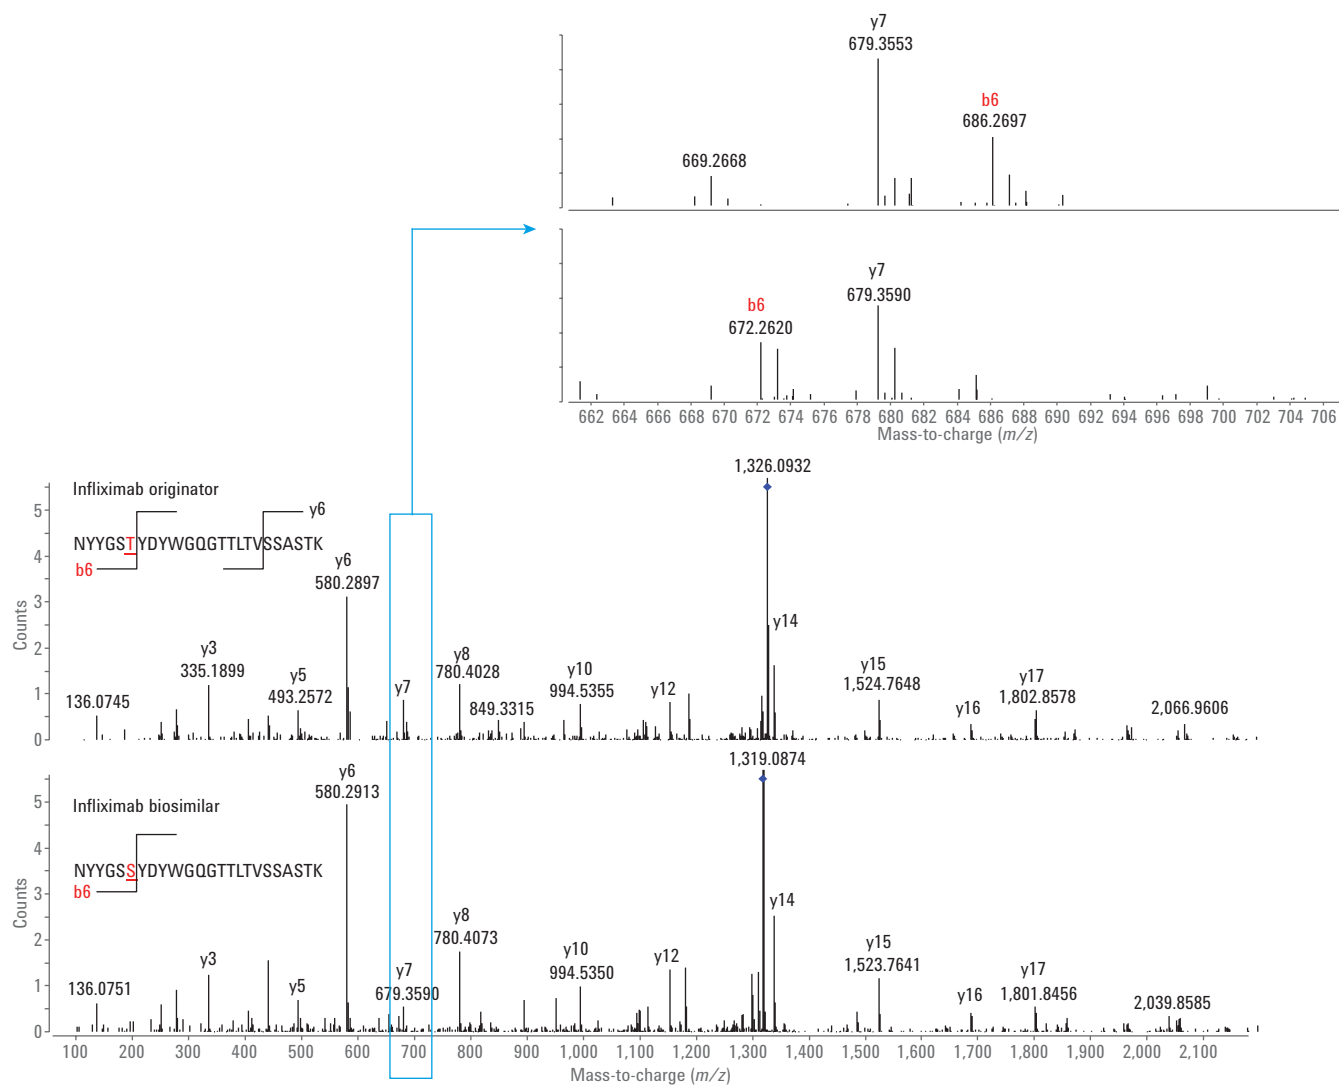 y7
679.3553
b6
686.2697
669.2668
y7
679.3590
b6
672.2620
662 664 666 668 670 672 674 676 678 680 682 684 686 688 690 692 694 696 698 700 702 704 706
Mass-to-charge (m/z)
1,326.0932
Infliximab originator
y6
NYYGSTYDYWGQGTTLTVSSASTK
b6
y6
580.2897
y3
335.1899
y5
493.2572
y7
y8
780.4028
849.3315
y10
994.5355
y12
y14
y15
1,524.7648
y16
y17
1,802.8578
2,066.9606
136.0745
5
4
3
2
1
0
Counts
1,319.0874
Infliximab biosimilar
NYYGSSYDYWGQGTTLTVSSASTK
b6
y6
580.2913
y3
y5
y7
679.3590
y8
780.4073
y10
994.5350
y12
y14
y15
1,523.7641
y16
y17
1,801.8456
2,039.8585
136.0751
5
4
3
2
1
0
Counts
100 200 300 400 500 600 700 800 900 1,000 1,100 1,200 1,300 1,400 1,500 1,600 1,700 1,800 1,900 2,000 2,100
Mass-to-charge (m/z)